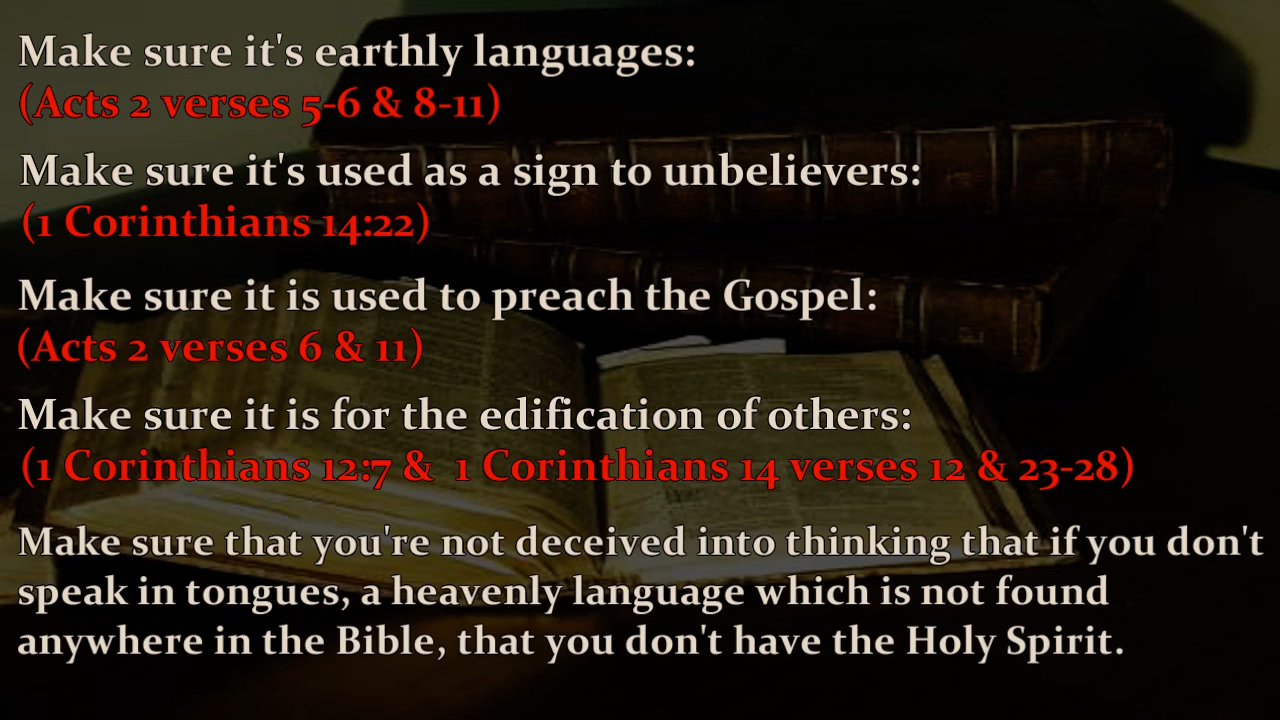 Make sure it's earthly languages:
(Acts 2 verses 5-6 & 8-11)
Make sure it's used as a sign to unbelievers:
(1 Corinthians 14:22)
Make sure it is used to preach the Gospel:
(Acts 2 verses 6 & 11)
Make sure it is for the edification of others:
(1 Corinthians 12:7 & 1 Corinthians 14 verses 12 & 23-28)
Make sure that you're not deceived into thinking that if you don't
speak in tongues, a heavenly language which is not found
anywhere in the Bible, that you don't have the Holy Spirit.